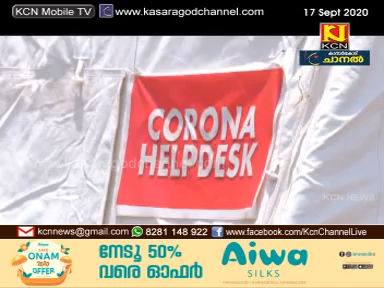 KCN Mobile TV
www.kasaragodchannel.com
17 Sept 2020
KCN
കാസർകോട്
ചാനൽ
CORONA
HELPDESK
KCN NEWS
kcnnews@gmail.com
8281 148 922
www.facebook.com/KcnChannelLive
ONAM
OFFER
നേടൂ 50%
വരെ ഓഫർ
Aiwa
SILKS